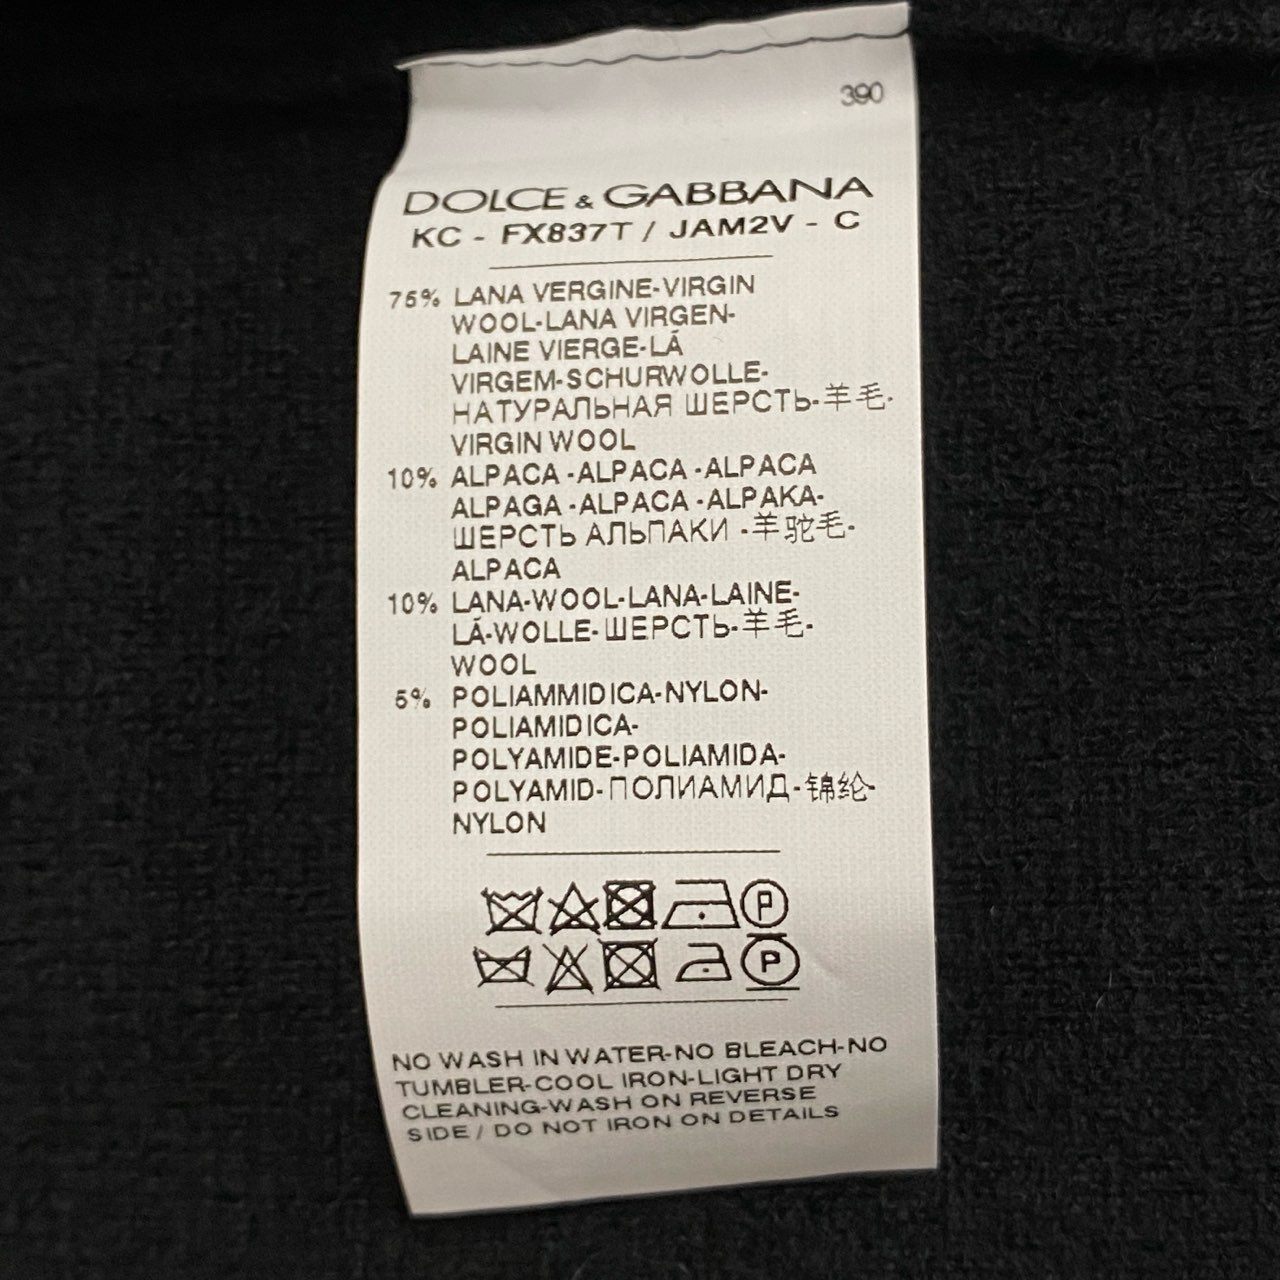 390
DOLCE & GABBANA
KC - FX837T / JAM2V - C
75% LANA VERGINE-VIRGIN
WOOL-LANA VIRGEN-
LAINE VIERGE-LÃ
VIRGEM-SCHURWOLLE-
НАТУРАЛЬНАЯ ШЕРСТЬ-羊毛-
VIRGIN WOOL
10% ALPACA -ALPACA -ALPACA
ALPAGA -ALPACA -ALPAKA-
ШЕРСТЬ АЛЬПАКИ -羊驼毛-
ALPACA
10% LANA-WOOL-LANA-LAINE-
LÃ-WOLLE-ШЕРСТЬ-羊毛-
WOOL
5% POLIAMMIDICA-NYLON-
POLIAMIDICA-
POLYAMIDE-POLIAMIDA-
POLYAMID-ПОЛИАМИД-锦纶-
NYLON
P
P
NO WASH IN WATER-NO BLEACH-NO
TUMBLER-COOL IRON-LIGHT DRY
CLEANING-WASH ON REVERSE
SIDE / DO NOT IRON ON DETAILS